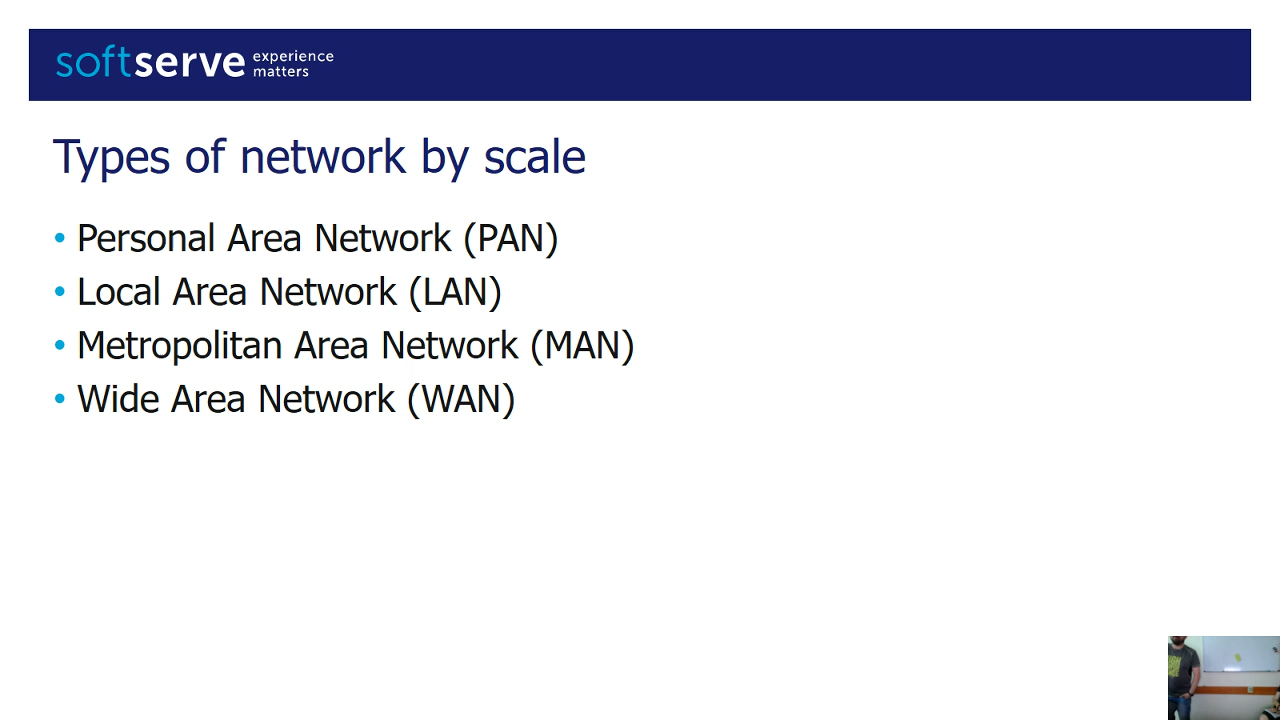 softserve experience
matters
Types of network by scale
• Personal Area Network (PAN)
• Local Area Network (LAN)
• Metropolitan Area Network (MAN)
• Wide Area Network (WAN)